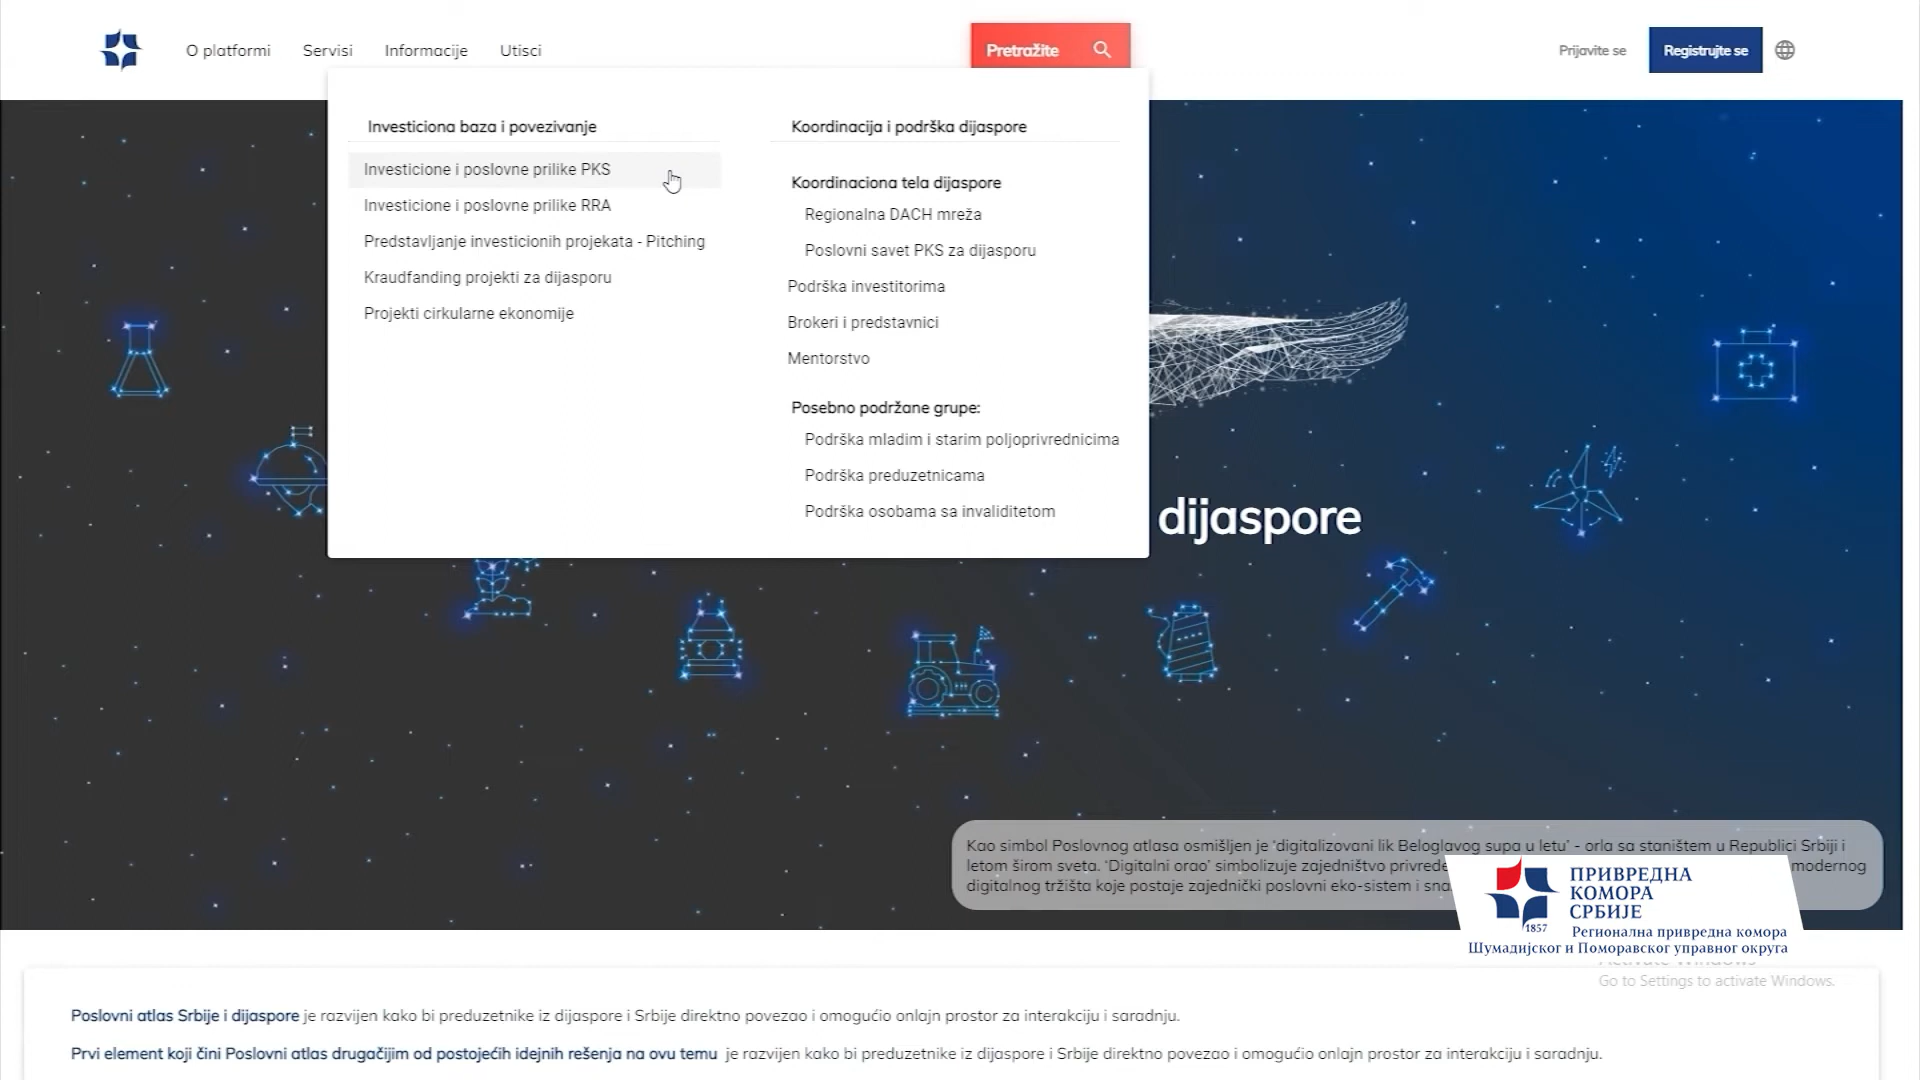 O platformi Servisi Informacije Utisci Pretražite Prijavite se Registrujte se
Investiciona baza i povezivanje
Investicione i poslovne prilike PKS
Investicione i poslovne prilike RRA
Predstavljanje investicionih projekata - Pitching
Kraudfanding projekti za dijasporu
Projekti cirkularne ekonomije
Koordinacija i podrška dijaspore
Koordinaciona tela dijaspore
Regionalna DACH mreža
Poslovni savet PKS za dijasporu
Podrška investitorima
Brokeri i predstavnici
Mentorstvo
Posebno podržane grupe:
Podrška mladim i starim poljoprivrednicima
Podrška preduzetnicama
Podrška osobama sa invaliditetom
dijaspore
Kao simbol Poslovnog atlasa osmišljen je 'digitalizovani lik Beloglavog supa u letu' - orla sa staništem u Republici Srbiji i
letom širom sveta. 'Digitalni orao' simbolizuje zajedništvo modernog
digitalnog tržišta koje postaje zajednički poslovni eko-sistem i
ПРИВРЕДНА
КОМОРА
СРБИЈЕ
1857
Регионална привредна комора
Шумадијског и Поморавског управног округа
Activate Windows
Go to Settings to activate Windows.
Poslovni atlas Srbije i dijaspore je razvijen kako bi preduzetnike iz dijaspore i Srbije direktno povezao i omogućio onlajn prostor za interakciju i saradnju.
Prvi element koji čini Poslovni atlas drugačijim od postojećih idejnih rešenja na ovu temu je razvijen kako bi preduzetnike iz dijaspore i Srbije direktno povezao i omogućio onlajn prostor za interakciju i saradnju.